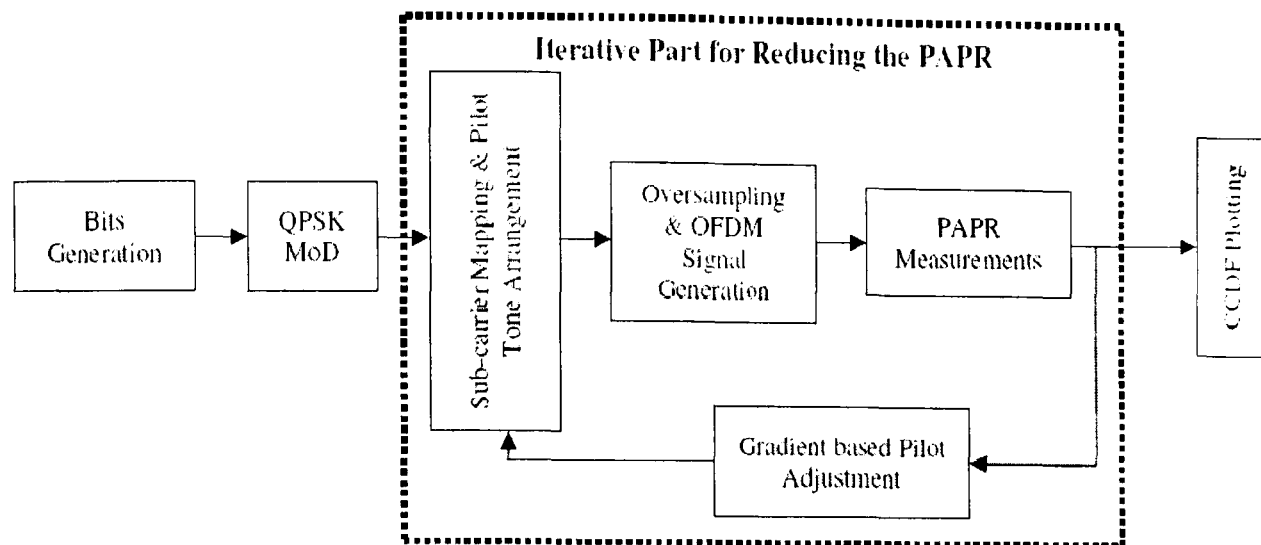 Iterative Part for Reducing the PAPR
Bits
Generation
QPSK
MoD
Sub-carrier Mapping & Pilot
Tone Arrangement
Oversampling
& OFDM
Signal
Generation
PAPR
Measurements
CCDF Plotting
Gradient based Pilot
Adjustment